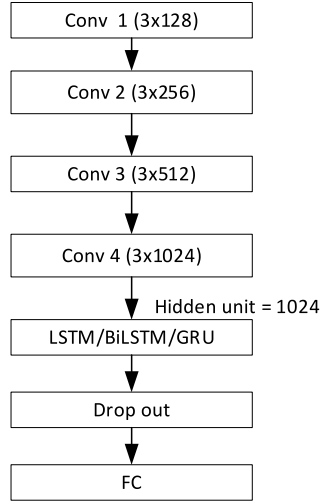 Conv 1 (3x128)
Conv 2 (3x256)
Conv 3 (3x512)
Conv 4 (3x1024)
Hidden unit = 1024
LSTM/BiLSTM/GRU
Drop out
FC